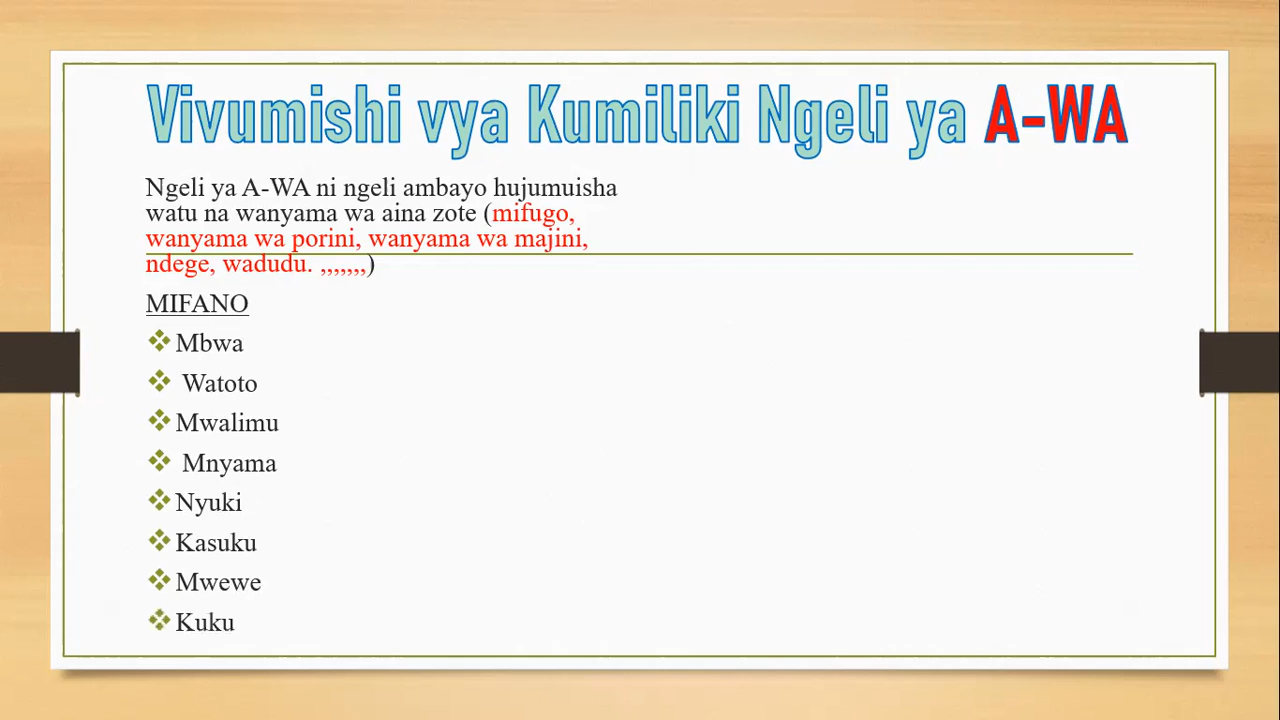 Vivumishi vya Kumiliki Ngeli ya A-WA
Ngeli ya A-WA ni ngeli ambayo hujumuisha
watu na wanyama wa aina zote (mifugo,
wanyama wa porini, wanyama wa majini,
ndege, wadudu. ,,,,,,,)
MIFANO
Mbwa
Watoto
Mwalimu
Mnyama
Nyuki
Kasuku
Mwewe
Kuku